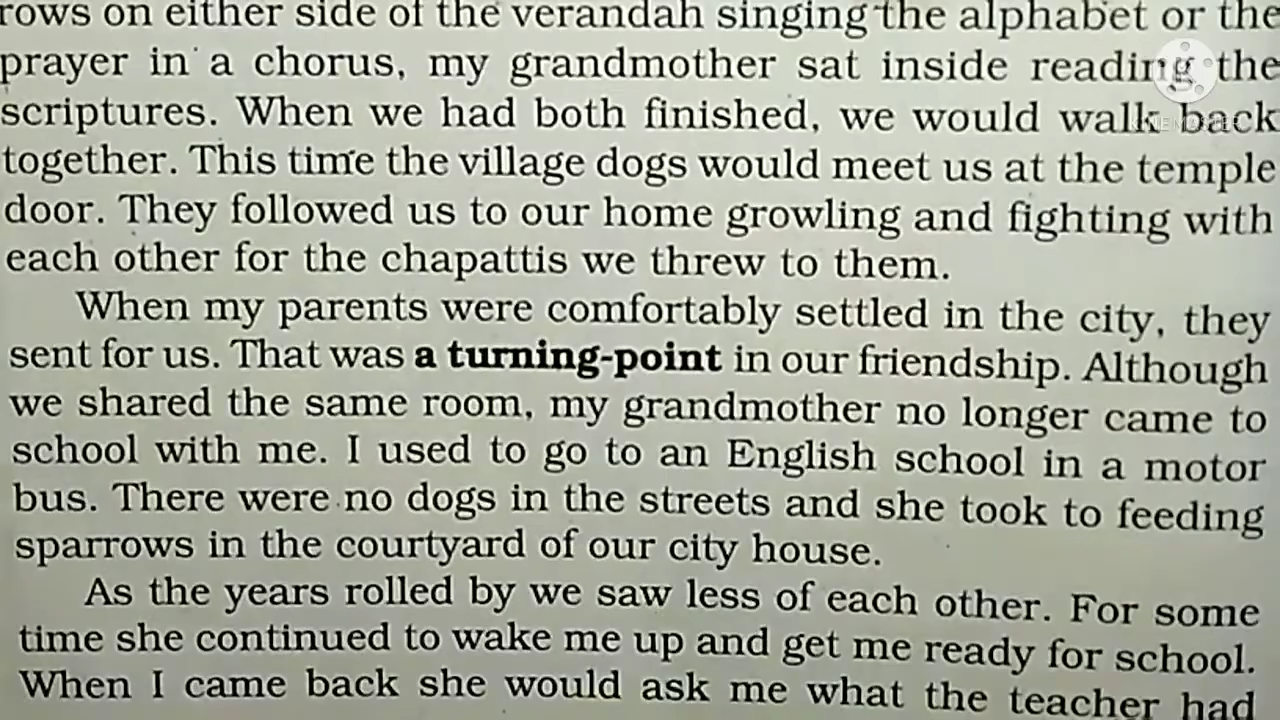 rows on either side of the verandah singing the alphabet or the
prayer in a chorus, my grandmother sat inside reading the
scriptures. When we had both finished, we would walk back
together. This time the village dogs would meet us at the temple
door. They followed us to our home growling and fighting with
each other for the chapattis we threw to them.
When my parents were comfortably settled in the city, they
sent for us. That was a turning-point in our friendship. Although
we shared the same room, my grandmother no longer came to
school with me. I used to go to an English school in a motor
bus. There were no dogs in the streets and she took to feeding
sparrows in the courtyard of our city house.
As the years rolled by we saw less of each other. For some
time she continued to wake me up and get me ready for school.
When I came back she would ask me what the teacher had